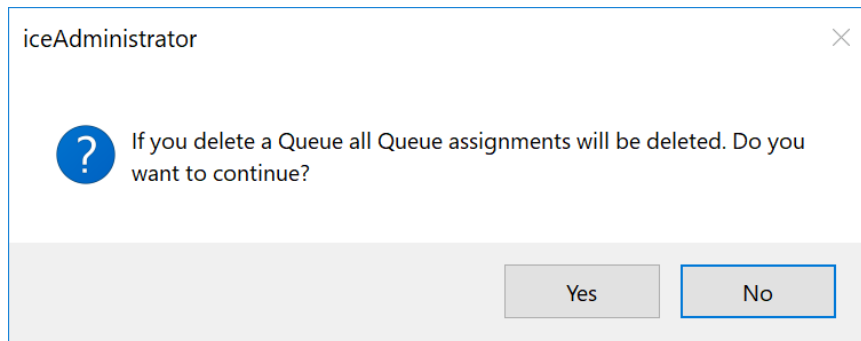 iceAdministrator
If you delete a Queue all Queue assignments will be deleted. Do you
want to continue?
Yes
No